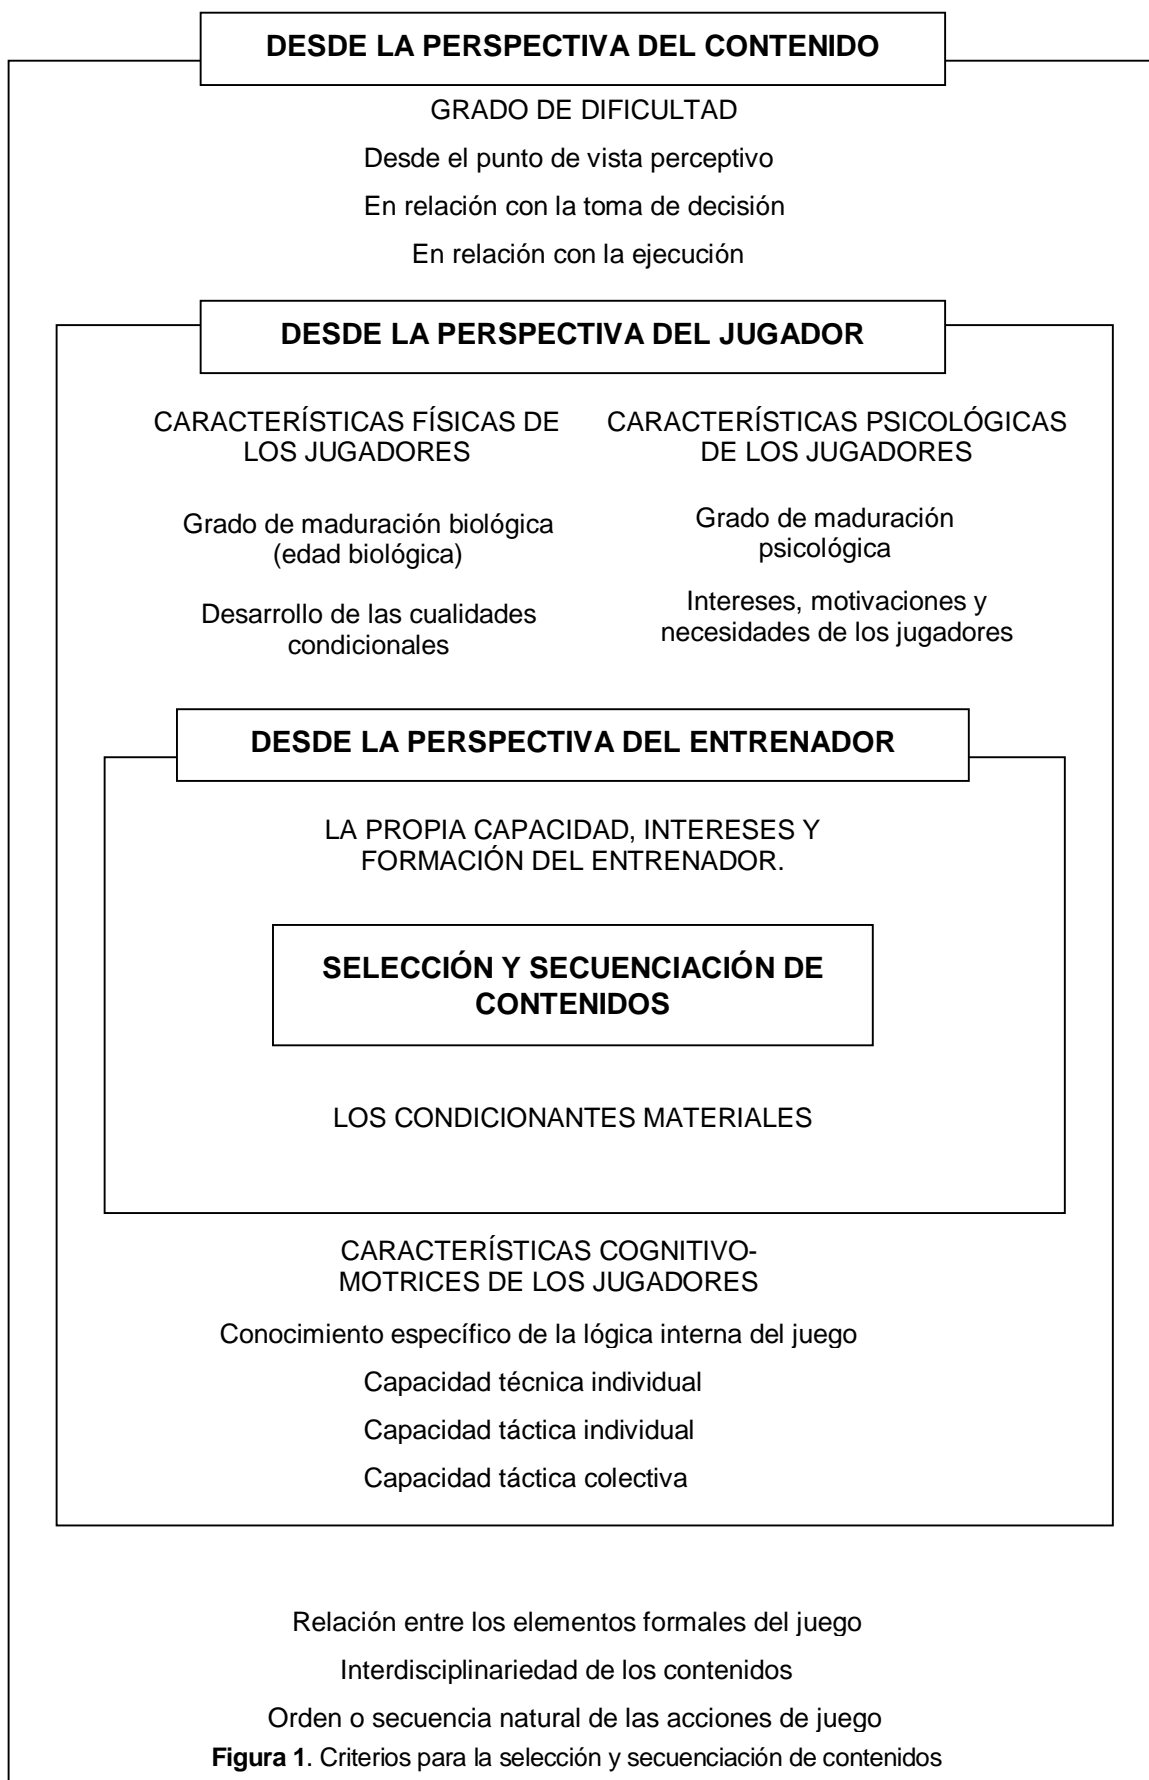 DESDE LA PERSPECTIVA DEL CONTENIDO
GRADO DE DIFICULTAD
Desde el punto de vista perceptivo
En relación con la toma de decisión
En relación con la ejecución
DESDE LA PERSPECTIVA DEL JUGADOR
CARACTERÍSTICAS FÍSICAS DE
LOS JUGADORES
Grado de maduración biológica
(edad biológica)
Desarrollo de las cualidades
condicionales
CARACTERÍSTICAS PSICOLÓGICAS
DE LOS JUGADORES
Grado de maduración
psicológica
Intereses, motivaciones y
necesidades de los jugadores
DESDE LA PERSPECTIVA DEL ENTRENADOR
LA PROPIA CAPACIDAD, INTERESES Y
FORMACIÓN DEL ENTRENADOR.
SELECCIÓN Y SECUENCIACIÓN DE
CONTENIDOS
LOS CONDICIONANTES MATERIALES
CARACTERÍSTICAS COGNITIVO-
MOTRICES DE LOS JUGADORES
Conocimiento específico de la lógica interna del juego
Capacidad técnica individual
Capacidad táctica individual
Capacidad táctica colectiva
Relación entre los elementos formales del juego
Interdisciplinariedad de los contenidos
Orden o secuencia natural de las acciones de juego
Figura 1. Criterios para la selección y secuenciación de contenidos